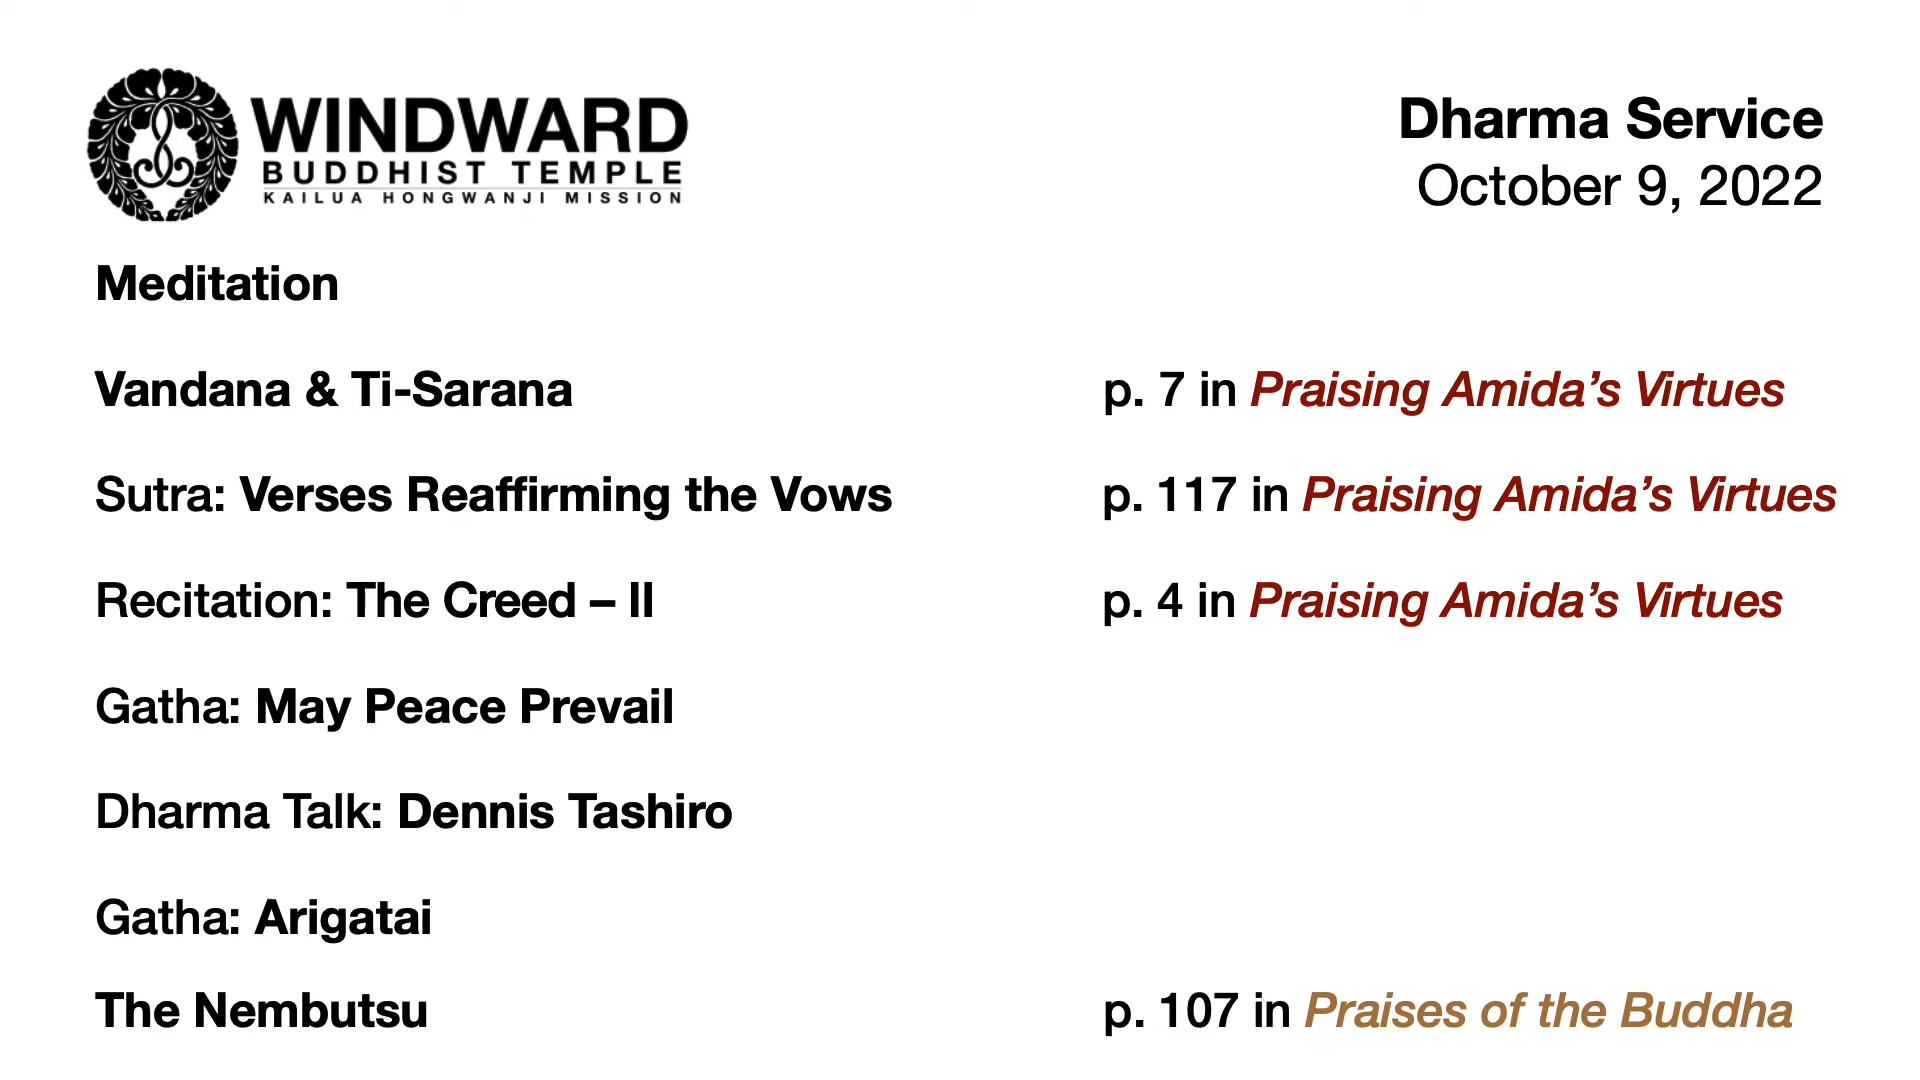 WINDWARD
BUDDHIST TEMPLE
KAILUA HONGWANJI MISSION
Dharma Service
October 9, 2022
Meditation
Vandana & Ti-Sarana p. 7 in Praising Amida’s Virtues
Sutra: Verses Reaffirming the Vows p. 117 in Praising Amida’s Virtues
Recitation: The Creed – II p. 4 in Praising Amida’s Virtues
Gatha: May Peace Prevail
Dharma Talk: Dennis Tashiro
Gatha: Arigatai
The Nembutsu p. 107 in Praises of the Buddha